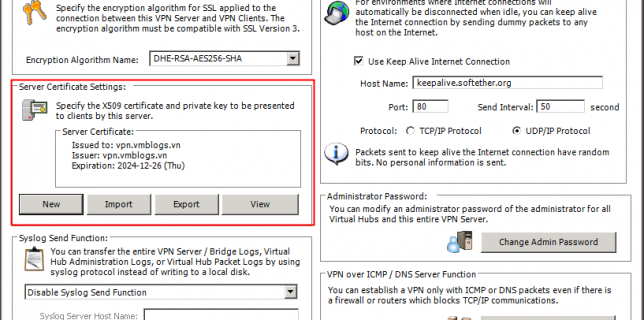 Specify the encryption algorithm for SSL applied to the
connection between this VPN Server and VPN Clients. The
encryption algorithm must be compatible with SSL Version 3.
Encryption Algorithm Name:
DHE-RSA-AES256-SHA
Server Certificate Settings:
Specify the X509 certificate and private key to be presented
to clients by this server.
Server Certificate:
Issued to: vpn.vmblogs.vn
Issuer: vpn.vmblogs.vn
Expiration: 2024-12-26 (Thu)
New
Import
Export
View
Syslog Send Function:
You can transfer the entire VPN Server / Bridge Logs, Virtual
Hub Administration Logs, or Virtual Hub Packet Logs by using
syslog protocol instead of writing to a local disk.
Disable Syslog Send Function
Syslog Server Host Name:
For environments where Internet connections will
automatically be disconnected when idle, you can keep alive
the Internet connection by sending dummy packets to any
host on the Internet.
Use Keep Alive Internet Connection
Host Name:
keepalive.softether.org
Port:
80
Send Interval:
50
second
Protocol:
TCP/IP Protocol
UDP/IP Protocol
Packets sent to keep alive the Internet connection have random
bits. No personal information is sent.
Administrator Password:
You can modify an administrator password of the administrator for all
Virtual Hubs and this entire VPN Server.
Change Admin Password
VPN over ICMP / DNS Server Function
You can establish a VPN only with ICMP or DNS packets even if there is
a firewall or routers which blocks TCP/IP communications.